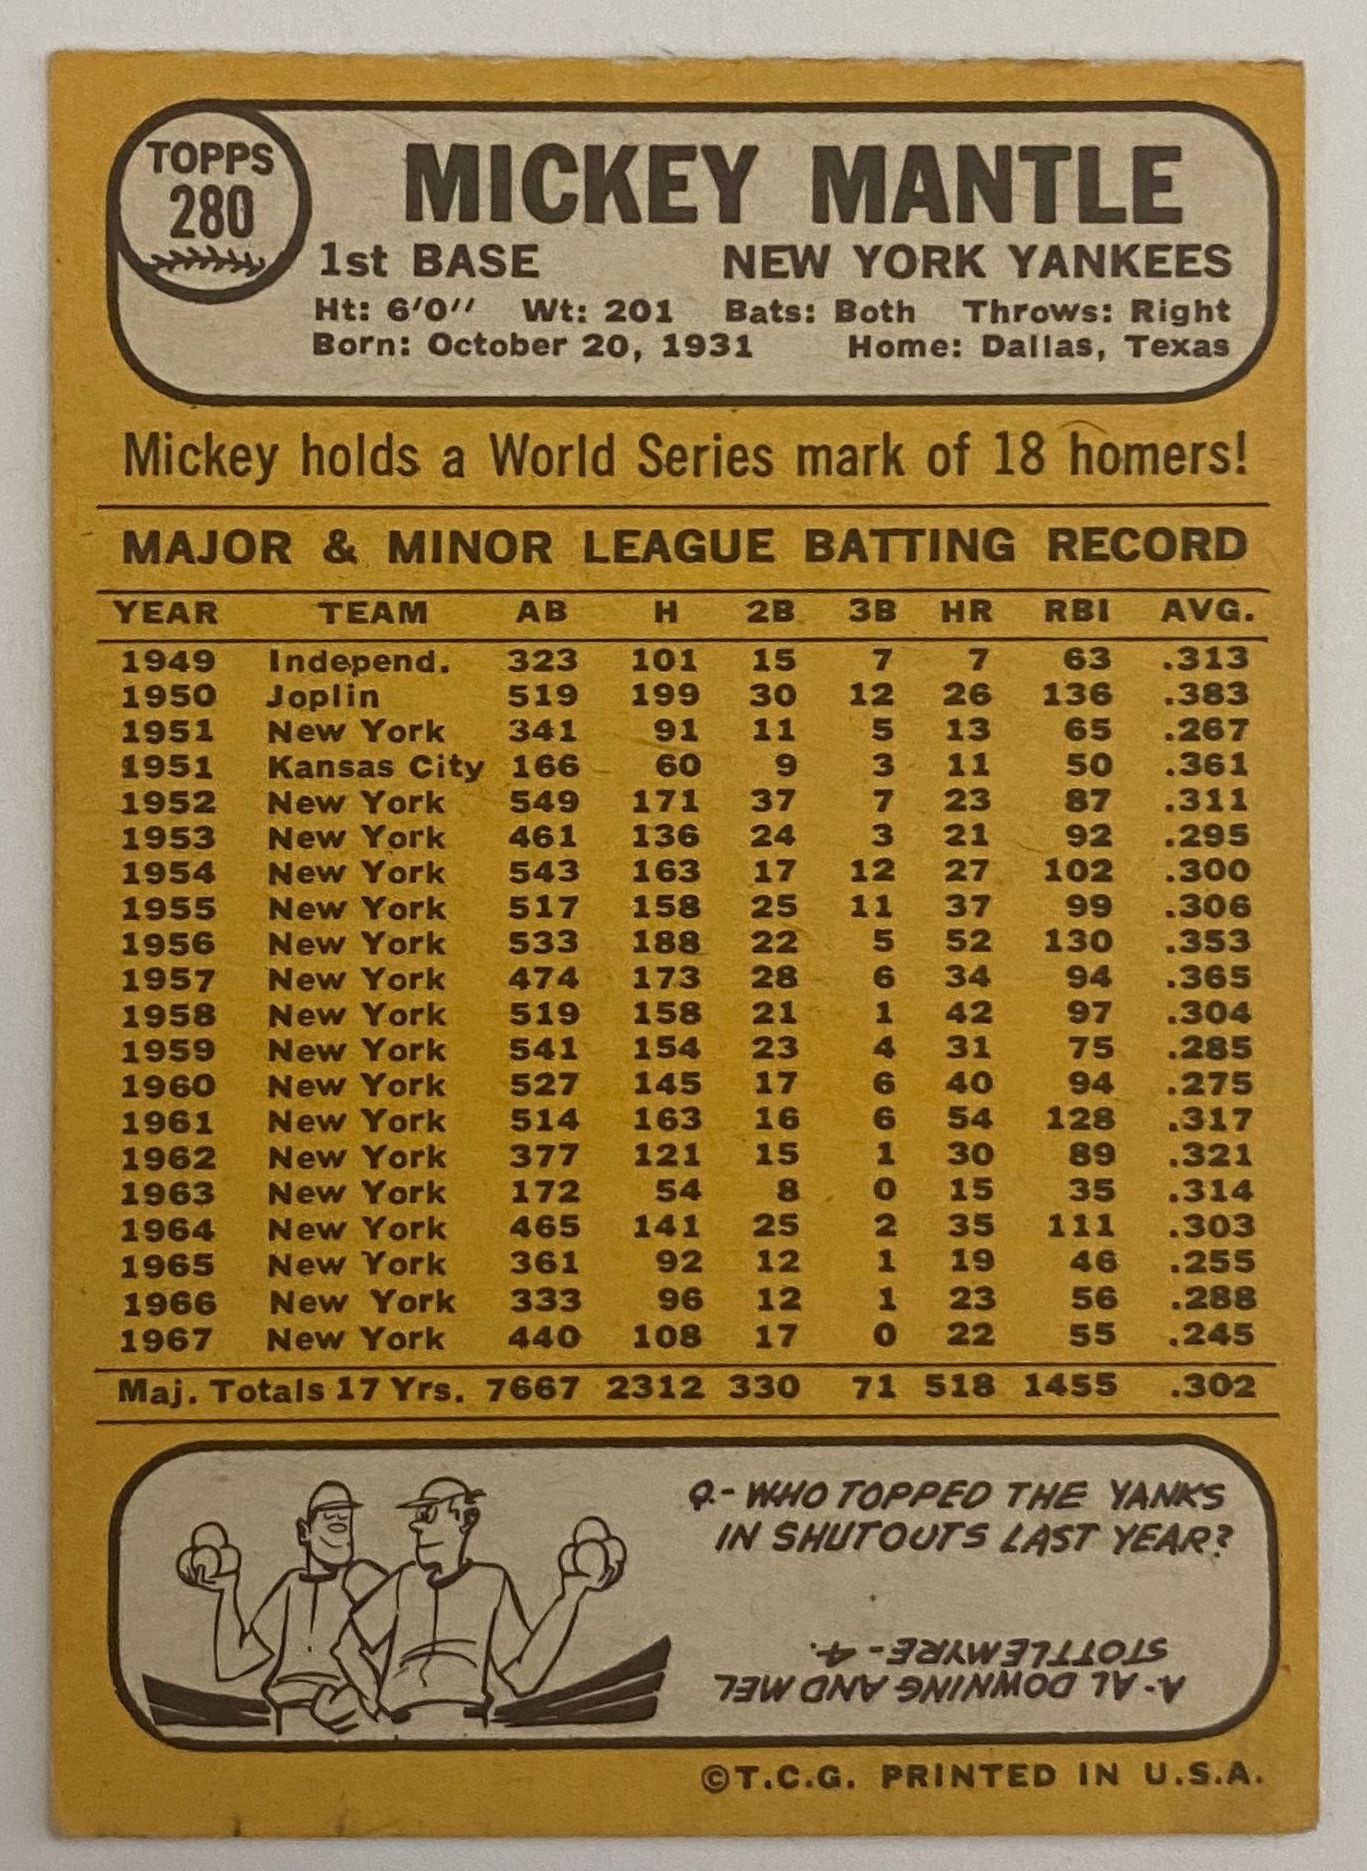 TOPPS
280
MICKEY MANTLE
1st BASE NEW YORK YANKEES
Ht: 6'0'' Wt: 201 Bats: Both Throws: Right
Born: October 20, 1931 Home: Dallas, Texas
Mickey holds a World Series mark of 18 homers!
MAJOR & MINOR LEAGUE BATTING RECORD
YEAR TEAM AB H 2B 3B HR RBI AVG.
1949 Independ. 323 101 15 7 7 63 .313
1950 Joplin 519 199 30 12 26 136 .383
1951 New York 341 91 11 5 13 65 .267
1951 Kansas City 166 60 9 3 11 50 .361
1952 New York 549 171 37 7 23 87 .311
1953 New York 461 136 24 3 21 92 .295
1954 New York 543 163 17 12 27 102 .300
1955 New York 517 158 25 11 37 99 .306
1956 New York 533 188 22 5 52 130 .353
1957 New York 474 173 28 6 34 94 .365
1958 New York 519 158 21 1 42 97 .304
1959 New York 541 154 23 4 31 75 .285
1960 New York 527 145 17 6 40 94 .275
1961 New York 514 163 16 6 54 128 .317
1962 New York 377 121 15 1 30 89 .321
1963 New York 172 54 8 0 15 35 .314
1964 New York 465 141 25 2 35 111 .303
1965 New York 361 92 12 1 19 46 .255
1966 New York 333 96 12 1 23 56 .288
1967 New York 440 108 17 0 22 55 .245
Maj. Totals 17 Yrs. 7667 2312 330 71 518 1455 .302
Q.- WHO TOPPED THE YANKS
IN SHUTOUTS LAST YEAR?
A- AL DOWNING AND MEL
STOTTLEMYRE - 4.
©T.C.G. PRINTED IN U.S.A.